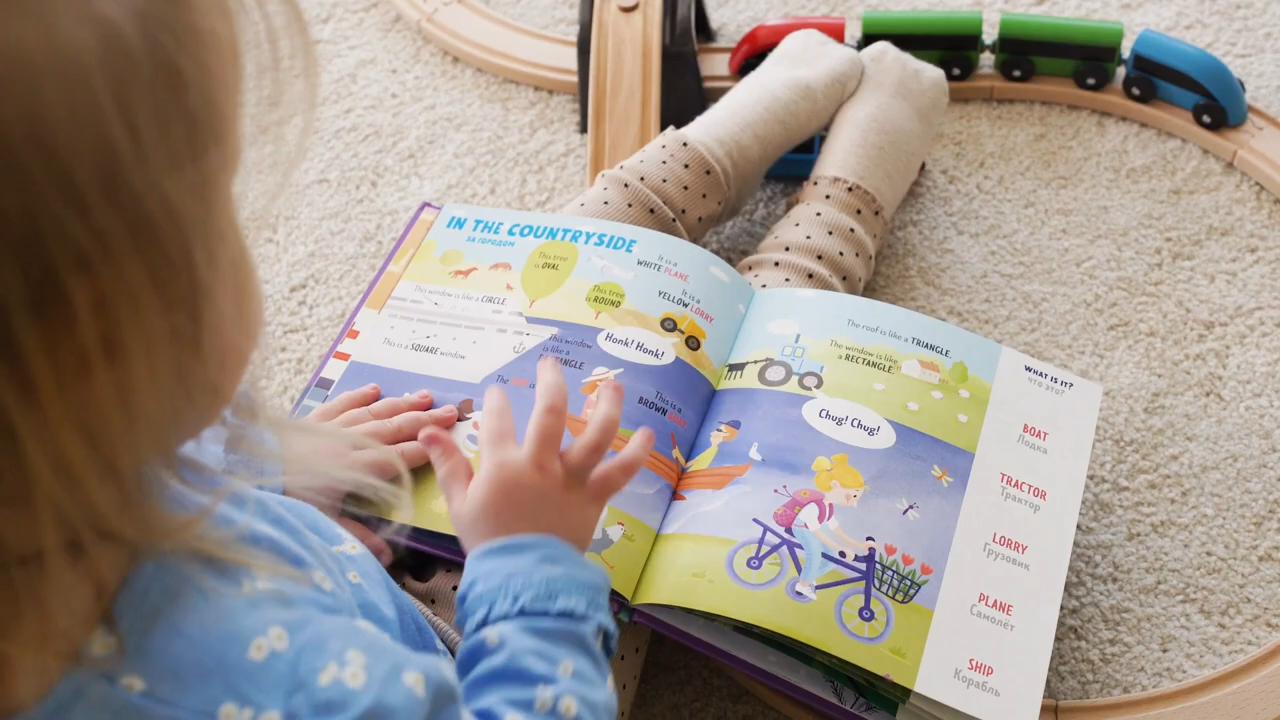 IN THE COUNTRYSIDE
ЗА ГОРОДОМ
This tree
is OVAL
It is a
WHITE PLANE.
This tree
is ROUND
It is a
YELLOW LORRY
This window is like a CIRCLE.
This is a SQUARE window
This window
is like a
Honk! Honk!
The
This is a
BROWN
The roof is like a TRIANGLE.
The window is like
a RECTANGLE.
Chug! Chug!
WHAT IS IT?
ЧТО ЭТО?
BOAT
Лодка
TRACTOR
Трактор
LORRY
Грузовик
PLANE
Самолёт
SHIP
Корабль